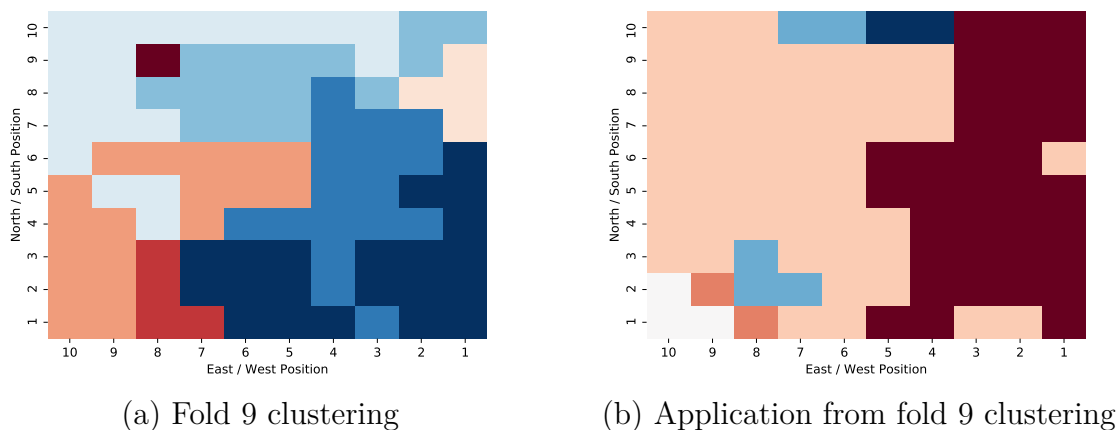 North / South Position
10
9
8
7
6
5
4
3
2
1
10 9 8 7 6 5 4 3 2 1
East / West Position
(a) Fold 9 clustering
North / South Position
10
9
8
7
6
5
4
3
2
1
10 9 8 7 6 5 4 3 2 1
East / West Position
(b) Application from fold 9 clustering